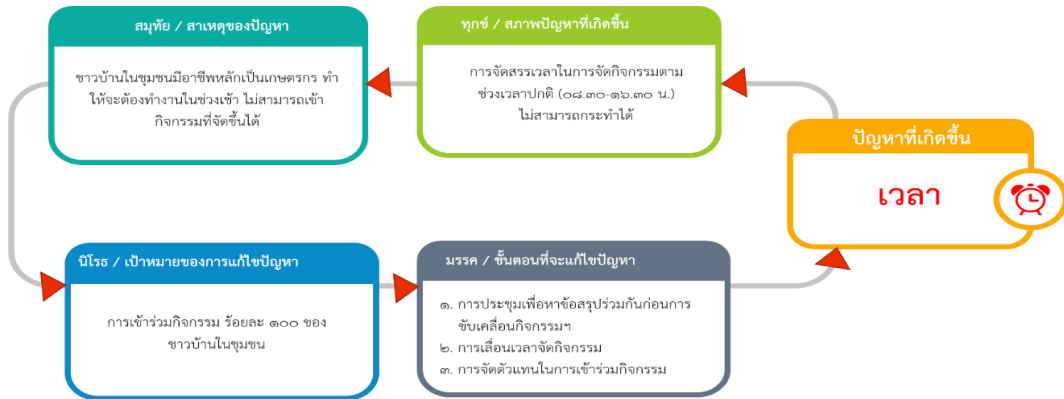 ปัญหาที่เกิดขึ้น
เวลา
ทุกข์ / สภาพปัญหาที่เกิดขึ้น
การจัดสรรเวลาในการจัดกิจกรรมตาม
ช่วงเวลาปกติ (๐๘.๓๐-๑๖.๓๐ น.)
ไม่สามารถกระทำได้
สมุทัย / สาเหตุของปัญหา
ชาวบ้านในชุมชนมีอาชีพหลักเป็นเกษตรกร ทำ
ให้จะต้องทำงานในช่วงเช้า ไม่สามารถเข้า
กิจกรรมที่จัดขึ้นได้
นิโรธ / เป้าหมายของการแก้ไขปัญหา
การเข้าร่วมกิจกรรม ร้อยละ ๑๐๐ ของ
ชาวบ้านในชุมชน
มรรค / ขั้นตอนที่จะแก้ไขปัญหา
๑. การประชุมเพื่อหาข้อสรุปร่วมกันก่อนการ
ขับเคลื่อนกิจกรรมฯ
๒. การเลื่อนเวลาจัดกิจกรรม
๓. การจัดตัวแทนในการเข้าร่วมกิจกรรม